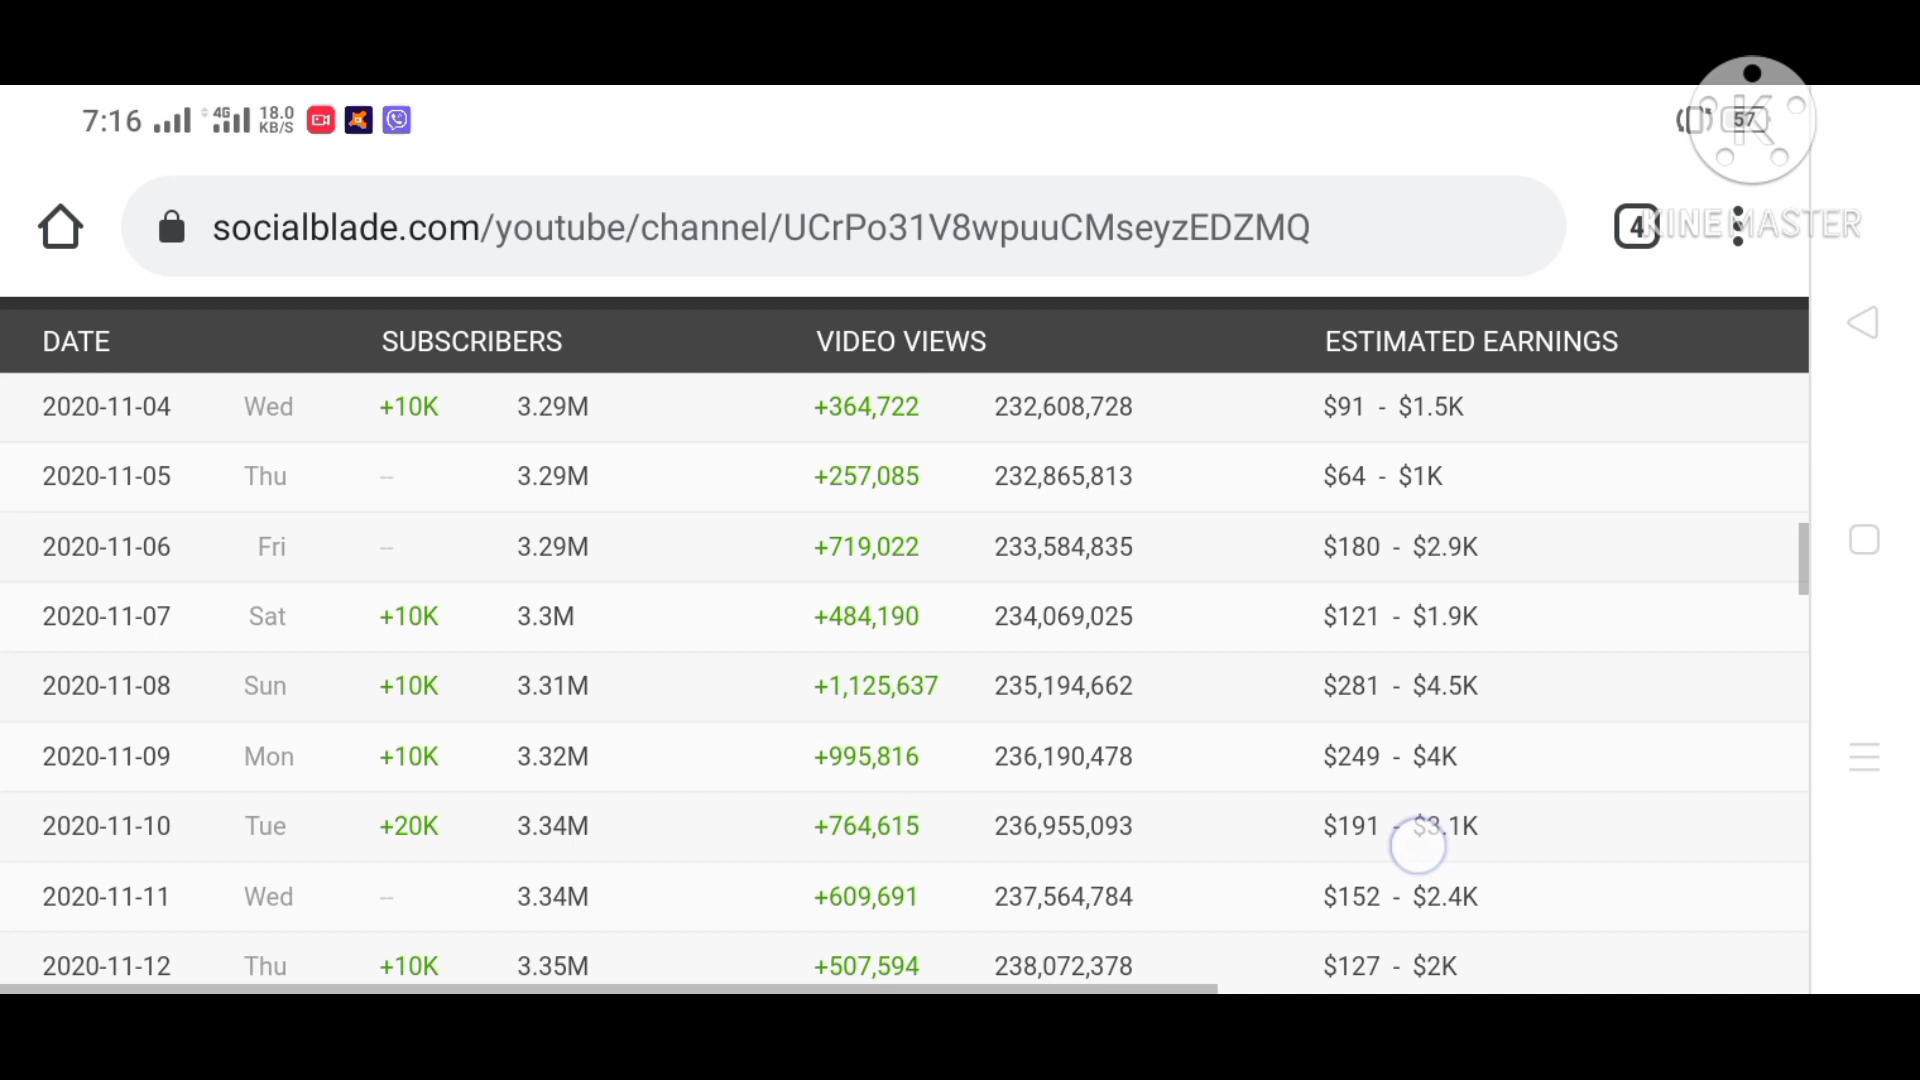 7:16 4G 18.0 KB/S 57
socialblade.com/youtube/channel/UCrPo31V8wpuuCMseyzEDZMQ 4
KINEMASTER
DATE SUBSCRIBERS VIDEO VIEWS ESTIMATED EARNINGS
2020-11-04 Wed +10K 3.29M +364,722 232,608,728 $91 - $1.5K
2020-11-05 Thu -- 3.29M +257,085 232,865,813 $64 - $1K
2020-11-06 Fri -- 3.29M +719,022 233,584,835 $180 - $2.9K
2020-11-07 Sat +10K 3.3M +484,190 234,069,025 $121 - $1.9K
2020-11-08 Sun +10K 3.31M +1,125,637 235,194,662 $281 - $4.5K
2020-11-09 Mon +10K 3.32M +995,816 236,190,478 $249 - $4K
2020-11-10 Tue +20K 3.34M +764,615 236,955,093 $191 - $3.1K
2020-11-11 Wed -- 3.34M +609,691 237,564,784 $152 - $2.4K
2020-11-12 Thu +10K 3.35M +507,594 238,072,378 $127 - $2K